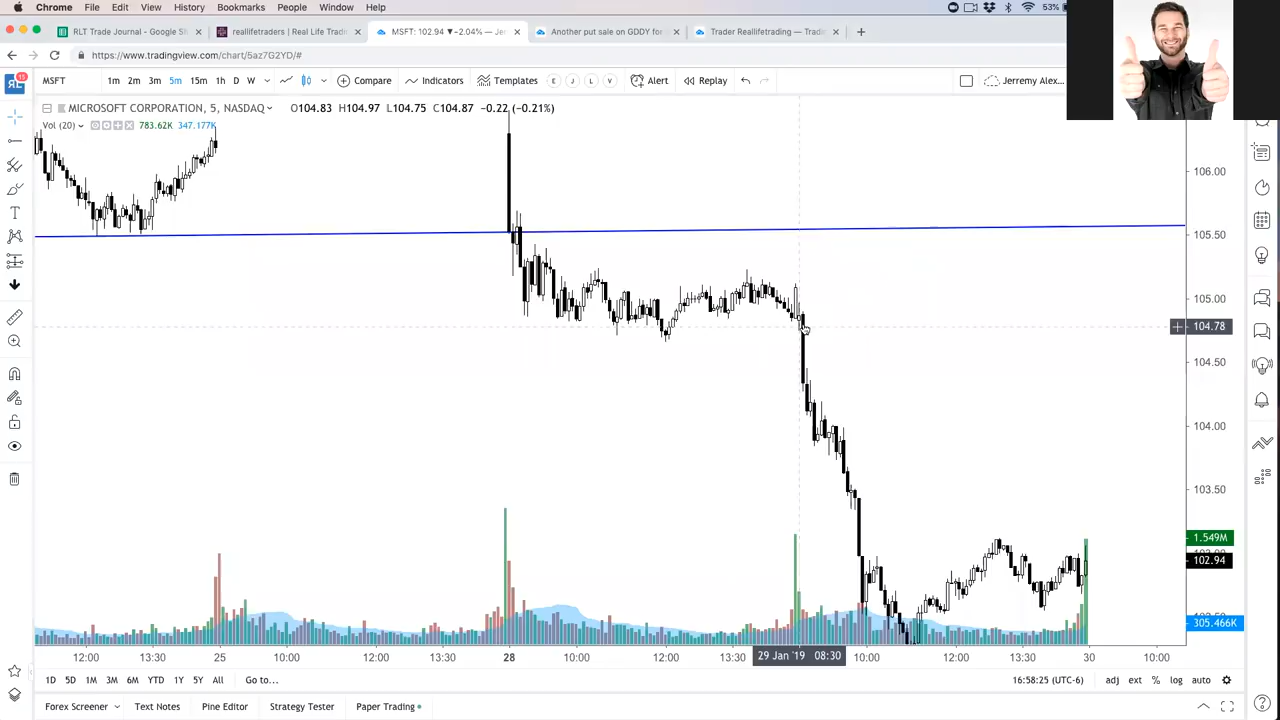 Chrome File Edit View History Bookmarks People Window Help 53%
RLT Trade Journal - Google Sl × reallifetraders | Real Life Tradi × MSFT: 102.94 ▼−2.04% — Jer × Another put sale on GDDY for × Trader Reallifetrading — Tradi × +
https://www.tradingview.com/chart/5az7G2YD/#
15
MSFT 1m 2m 3m 5m 15m 1h D W Compare Indicators Templates E J L V Alert Replay Jerremy Alex...
MICROSOFT CORPORATION, 5, NASDAQ O104.83 H104.97 L104.75 C104.87 −0.22 (−0.21%)
Vol (20) 783.62K 347.177K
106.00
105.50
105.00
104.78
104.50
104.00
103.50
1.549M
102.94
305.466K
12:00 13:30 25 10:00 12:00 13:30 28 10:00 12:00 13:30 29 Jan '19 08:30 10:00 12:00 13:30 30 10:00
1D 5D 1M 3M 6M YTD 1Y 5Y All Go to... 16:58:25 (UTC-6) adj ext % log auto
Forex Screener Text Notes Pine Editor Strategy Tester Paper Trading